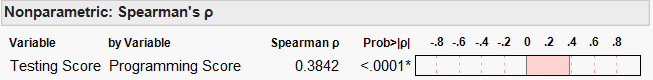 Nonparametric: Spearman's ρ
Variable by Variable Spearman ρ Prob>|ρ| -.8 -.6 -.4 -.2 0 .2 .4 .6 .8
Testing Score Programming Score 0.3842 <.0001*